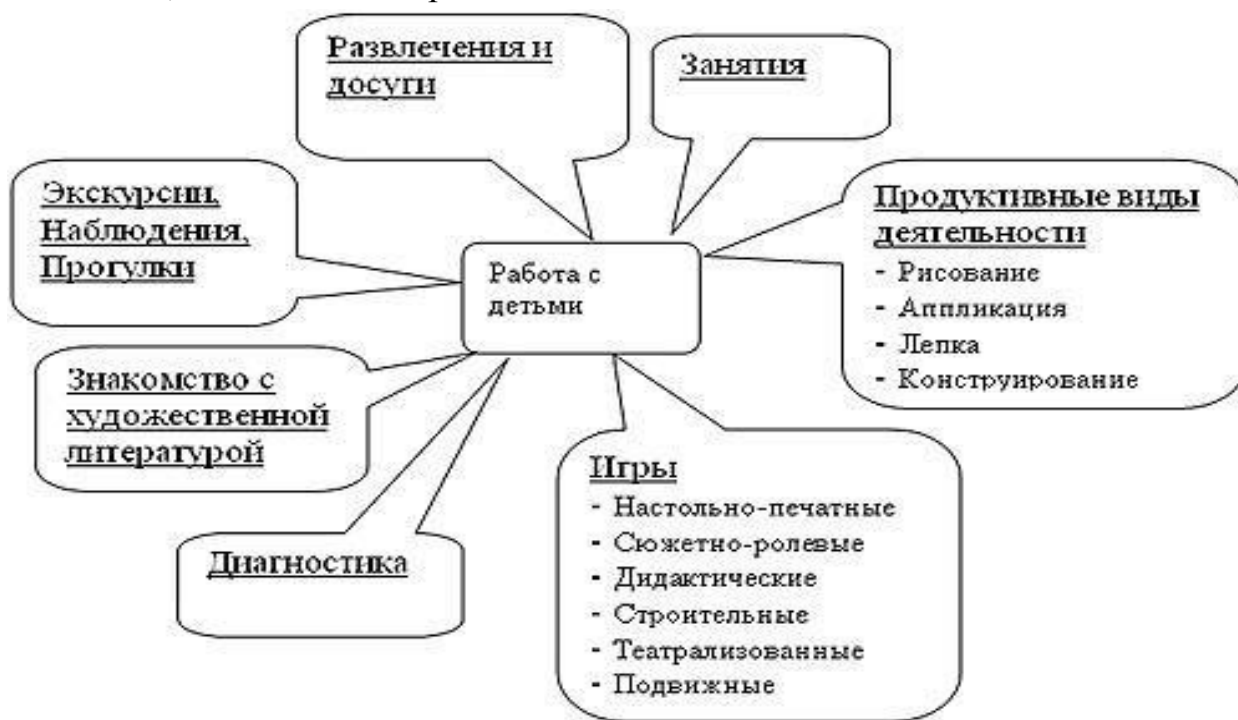 Развлечения и
досуги
Занятия
Экскурсии,
Наблюдения,
Прогулки
Продуктивные виды
деятельности
- Рисование
- Аппликация
- Лепка
- Конструирование
Работа с
детьми
Знакомство с
художественной
литературой
Игры
- Настольно-печатные
- Сюжетно-ролевые
- Дидактические
- Строительные
- Театрализованные
- Подвижные
Диагностика